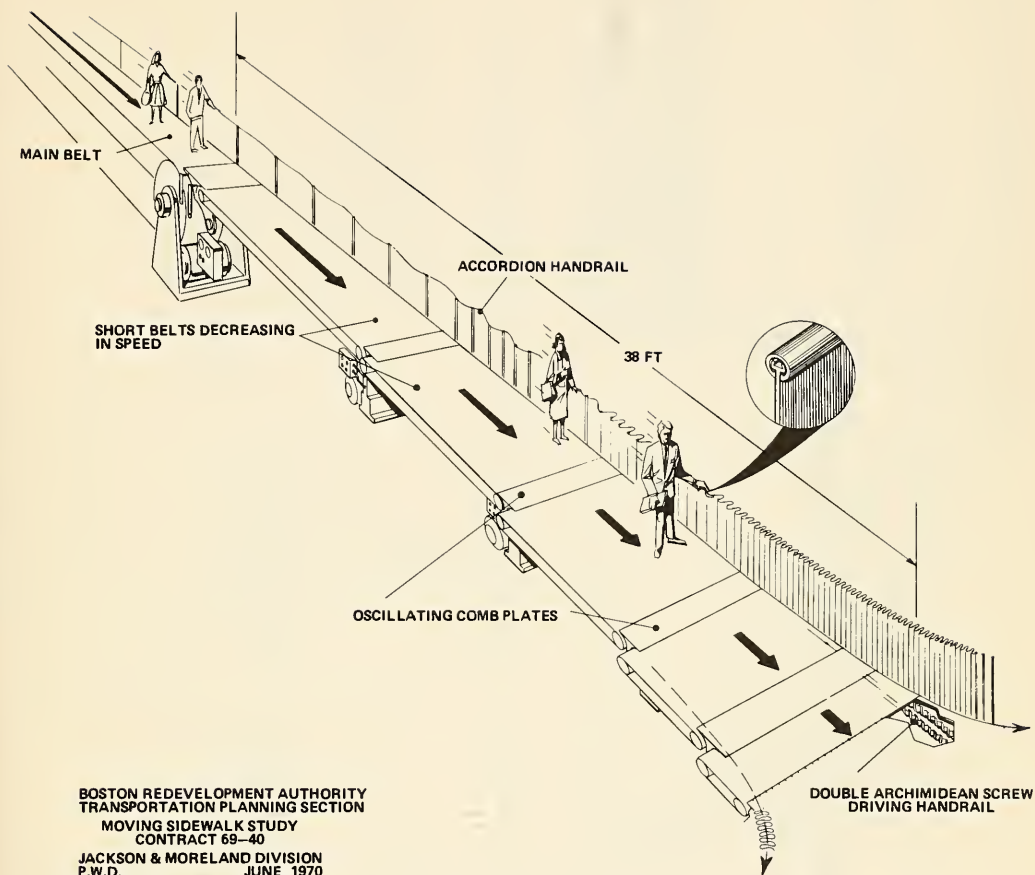 MAIN BELT
ACCORDION HANDRAIL
SHORT BELTS DECREASING
IN SPEED
38 FT
OSCILLATING COMB PLATES
DOUBLE ARCHIMIDEAN SCREW
DRIVING HANDRAIL
BOSTON REDEVELOPMENT AUTHORITY
TRANSPORTATION PLANNING SECTION
MOVING SIDEWALK STUDY
CONTRACT 69–40
JACKSON & MORELAND DIVISION
P.W.D. JUNE 1970